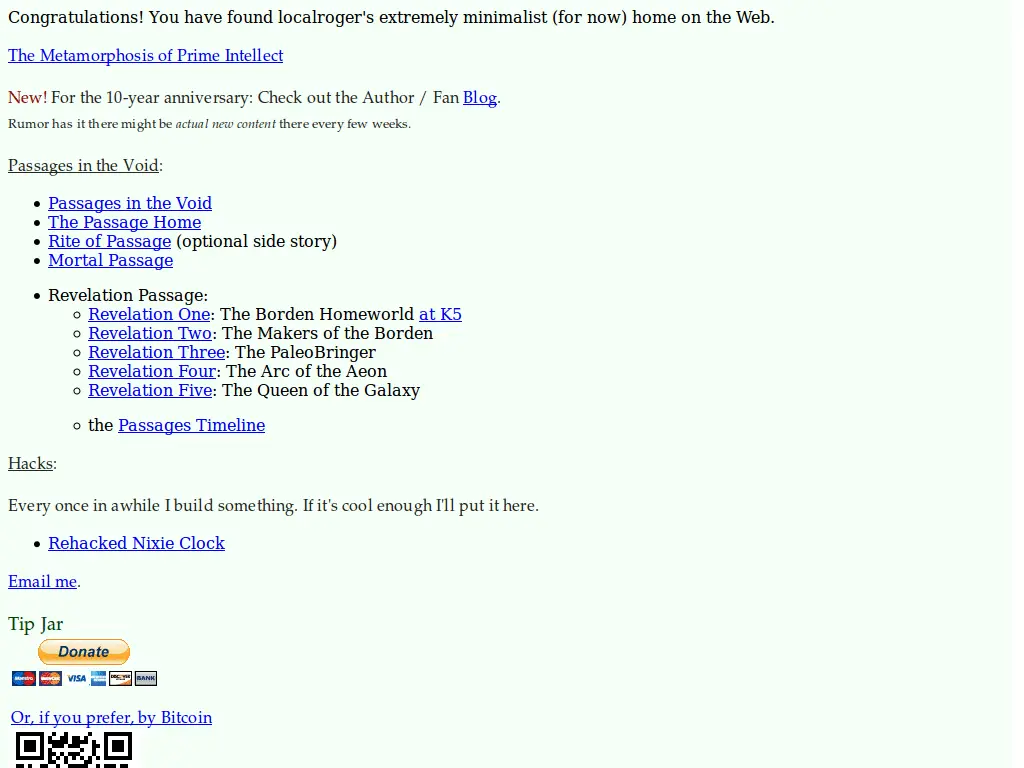 Congratulations! You have found localroger's extremely minimalist (for now) home on the Web.
The Metamorphosis of Prime Intellect
New! For the 10-year anniversary: Check out the Author / Fan Blog.
Rumor has it there might be actual new content there every few weeks.
Passages in the Void:
Passages in the Void
The Passage Home
Rite of Passage (optional side story)
Mortal Passage
Revelation Passage:
Revelation One: The Borden Homeworld at K5
Revelation Two: The Makers of the Borden
Revelation Three: The PaleoBringer
Revelation Four: The Arc of the Aeon
Revelation Five: The Queen of the Galaxy
the Passages Timeline
Hacks:
Every once in awhile I build something. If it's cool enough I'll put it here.
Rehacked Nixie Clock
Email me.
Tip Jar
Donate
Maestro MasterCard VISA DISCOVER BANK
Or, if you prefer, by Bitcoin